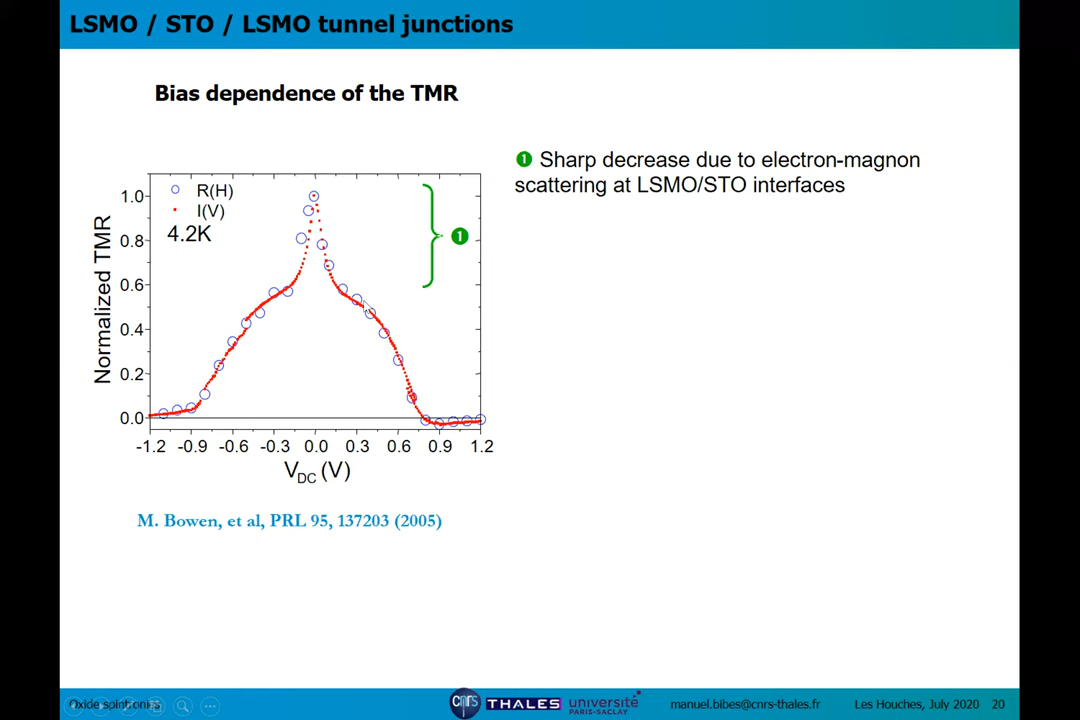 LSMO / STO / LSMO tunnel junctions
Bias dependence of the TMR
❶ Sharp decrease due to electron-magnon
scattering at LSMO/STO interfaces
R(H)
I(V)
4.2K
❶
Normalized TMR
1.0
0.8
0.6
0.4
0.2
0.0
-1.2 -0.9 -0.6 -0.3 0.0 0.3 0.6 0.9 1.2
VDC (V)
M. Bowen, et al, PRL 95, 137203 (2005)
Oxide spintronics
cnrs
THALES
université
PARIS-SACLAY
manuel.bibes@cnrs-thales.fr
Les Houches, July 2020
20